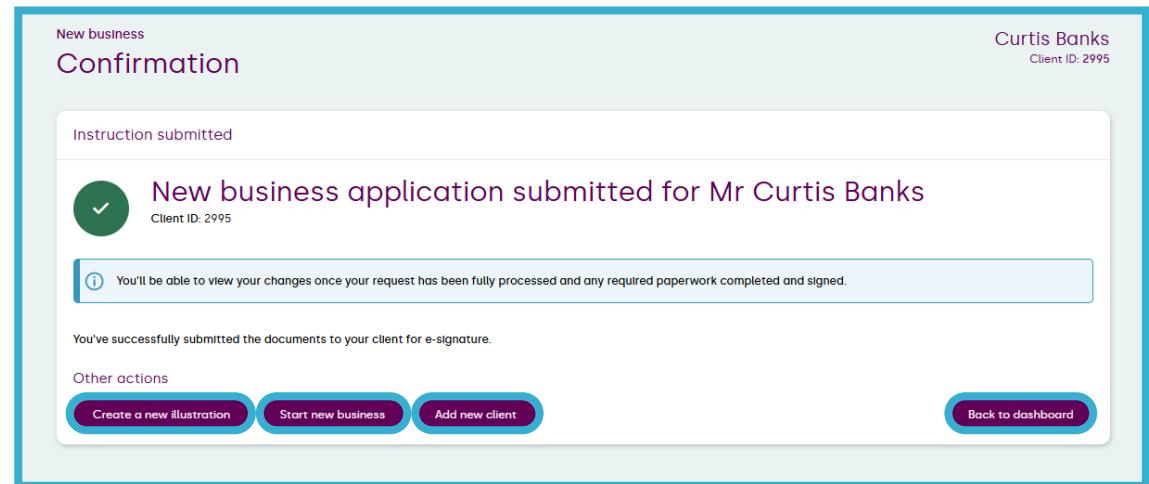 New business
Confirmation
Curtis Banks
Client ID: 2995
Instruction submitted
New business application submitted for Mr Curtis Banks
Client ID: 2995
You'll be able to view your changes once your request has been fully processed and any required paperwork completed and signed.
You've successfully submitted the documents to your client for e-signature.
Other actions
Create a new illustration
Start new business
Add new client
Back to dashboard